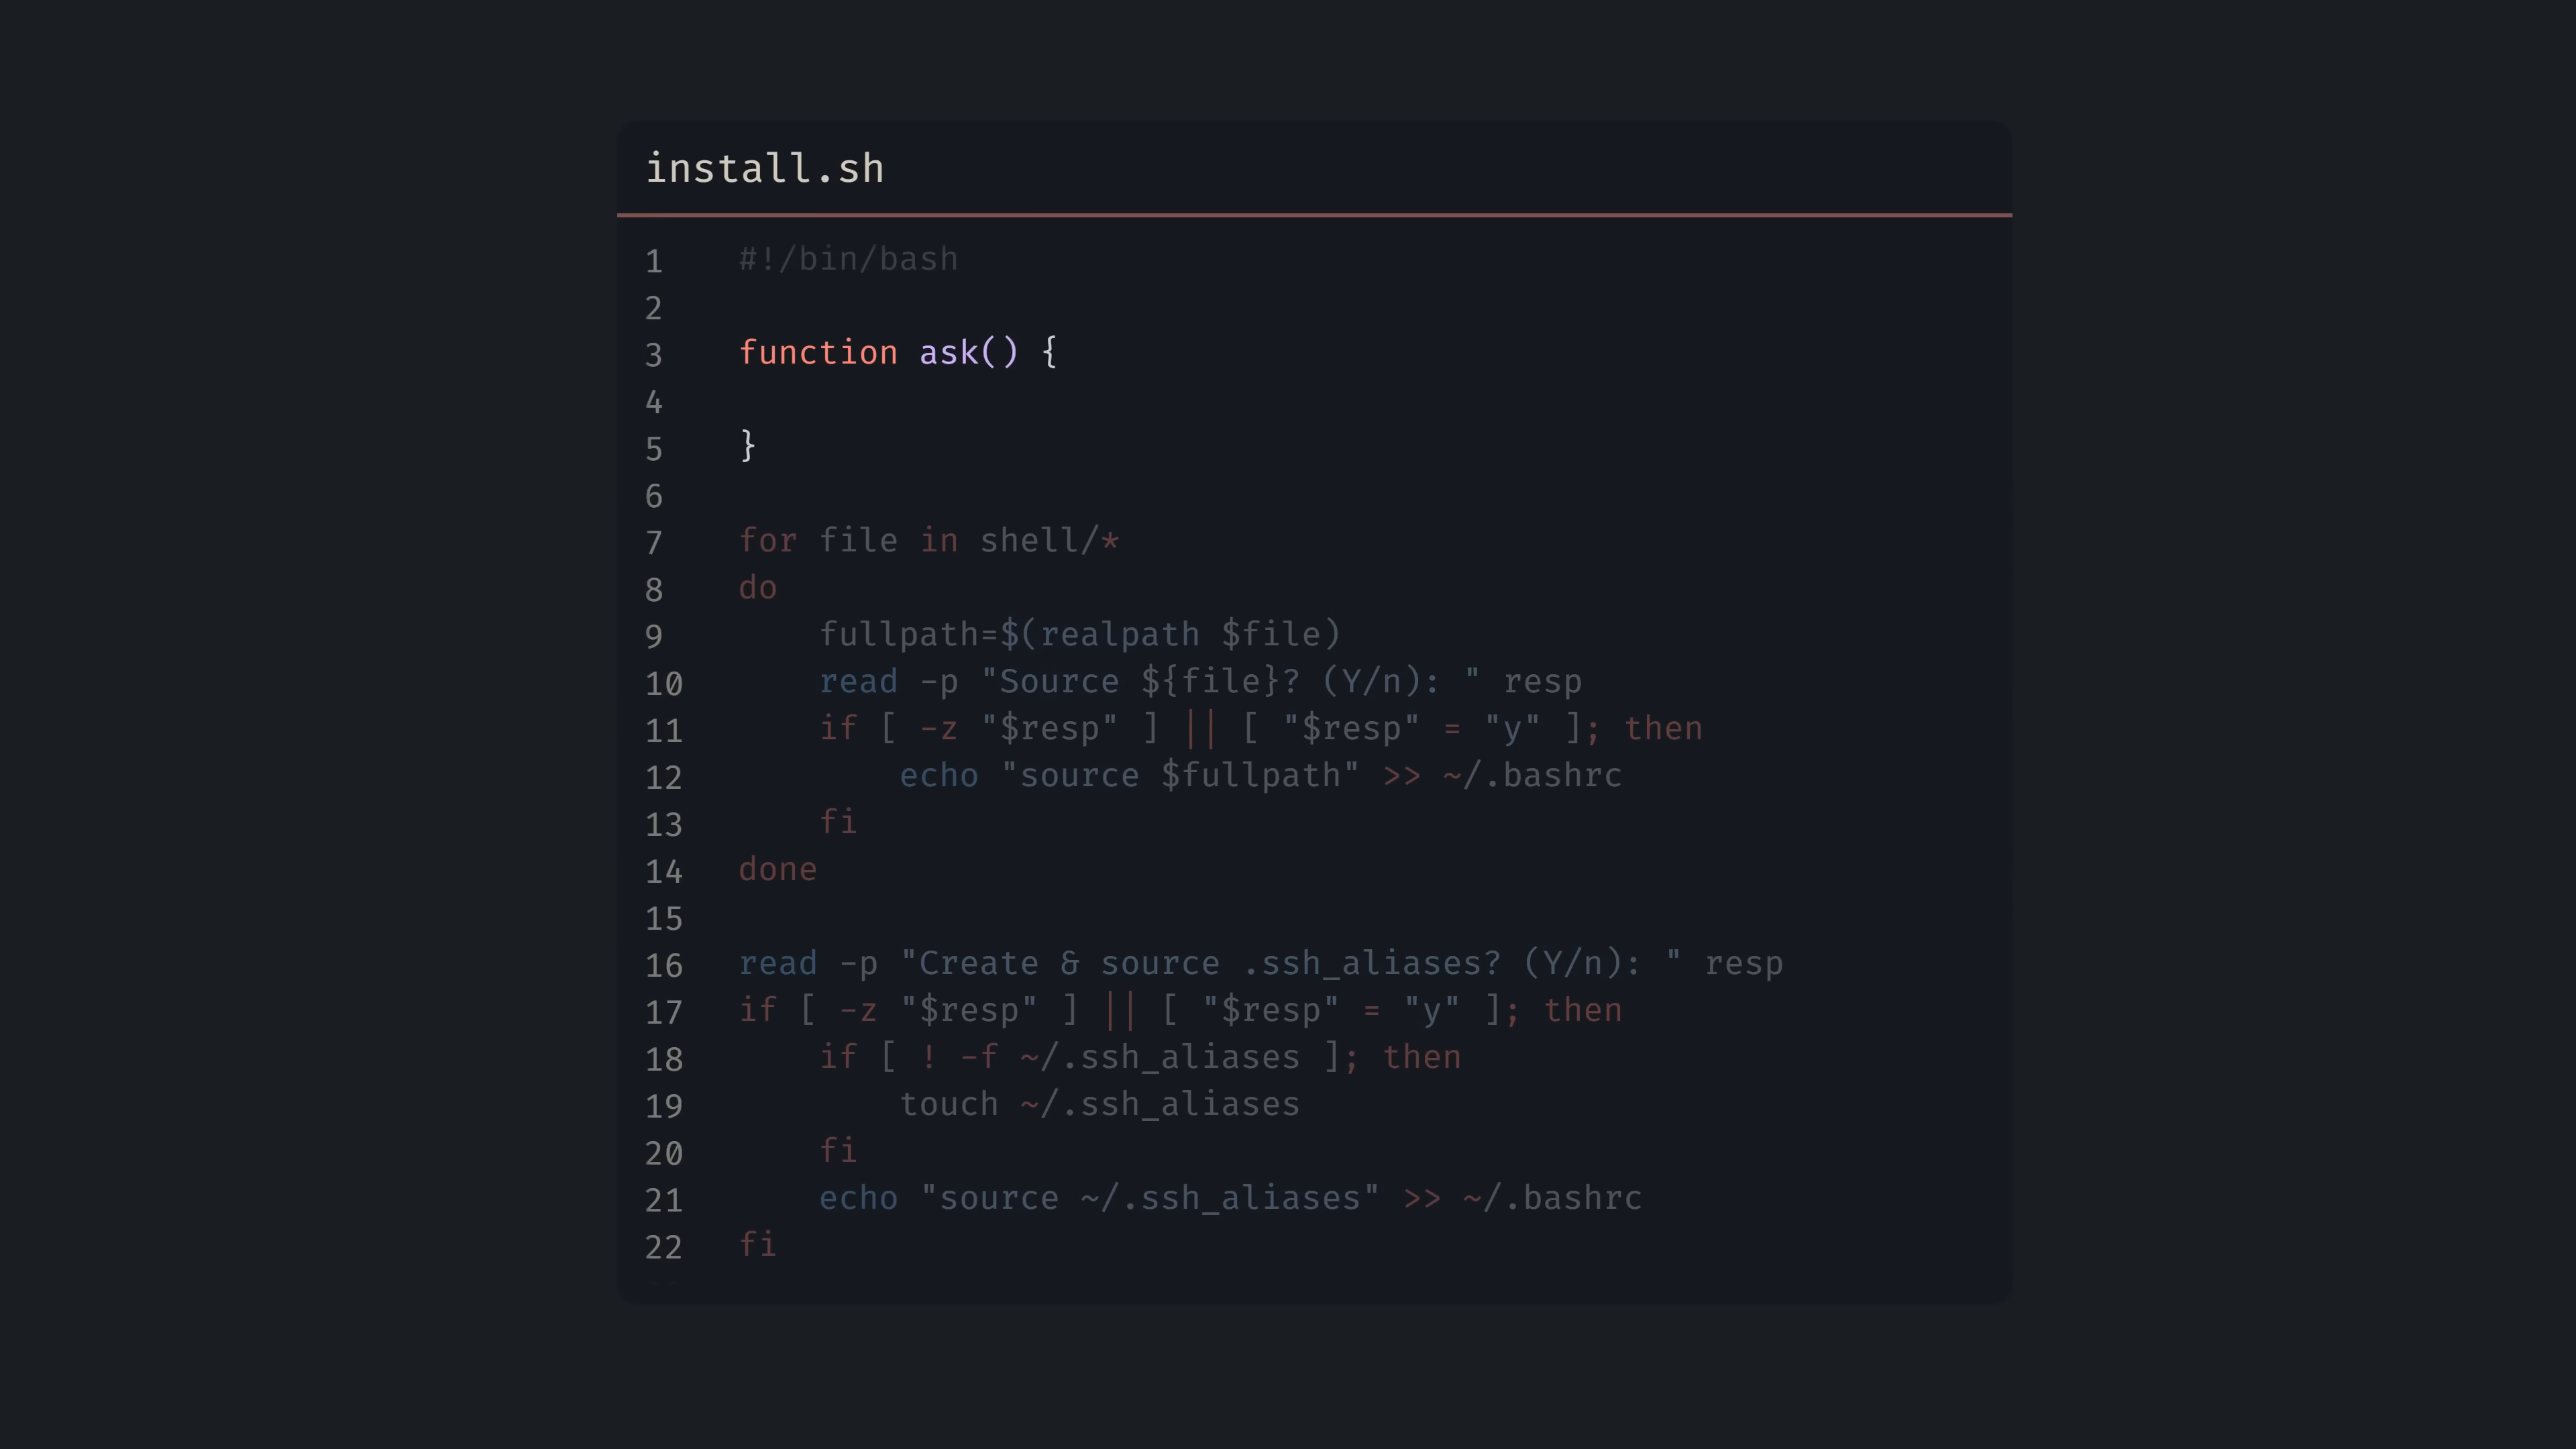 install.sh
1 #!/bin/bash
2
3 function ask() {
4
5 }
6
7 for file in shell/*
8 do
9     fullpath=$(realpath $file)
10     read -p "Source ${file}? (Y/n): " resp
11     if [ -z "$resp" ] || [ "$resp" = "y" ]; then
12         echo "source $fullpath" >> ~/.bashrc
13     fi
14 done
15
16 read -p "Create & source .ssh_aliases? (Y/n): " resp
17 if [ -z "$resp" ] || [ "$resp" = "y" ]; then
18     if [ ! -f ~/.ssh_aliases ]; then
19         touch ~/.ssh_aliases
20     fi
21     echo "source ~/.ssh_aliases" >> ~/.bashrc
22 fi